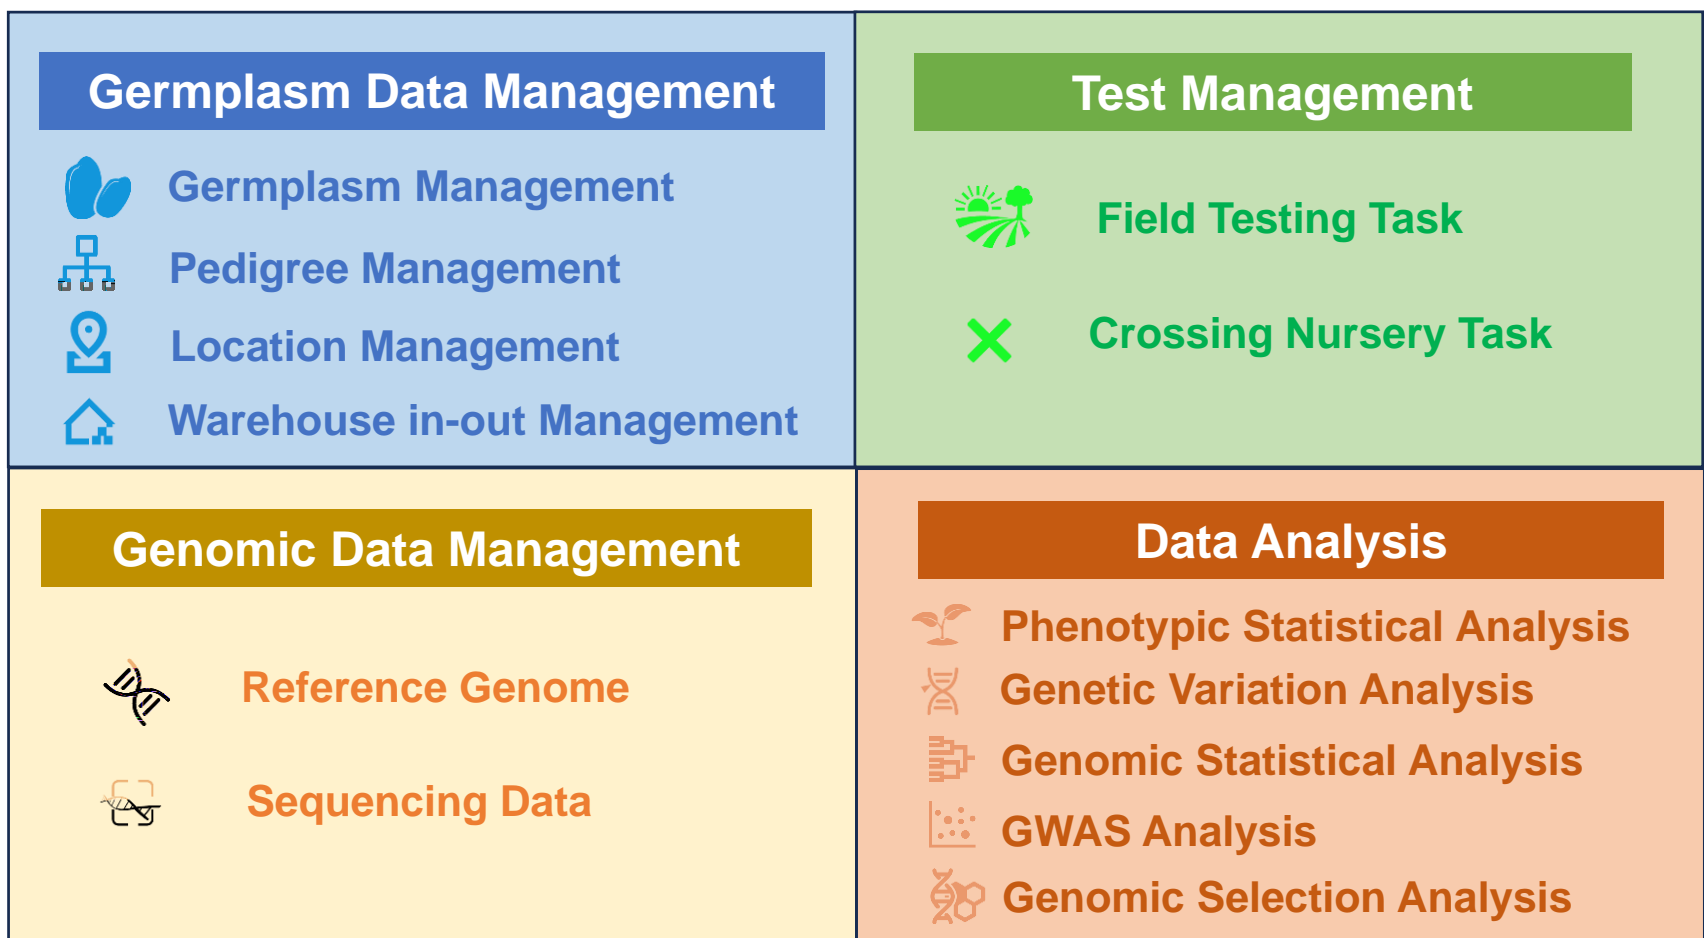 Germplasm Data Management
Germplasm Management
Pedigree Management
Location Management
Warehouse in-out Management
Test Management
Field Testing Task
Crossing Nursery Task
Genomic Data Management
Reference Genome
Sequencing Data
Data Analysis
Phenotypic Statistical Analysis
Genetic Variation Analysis
Genomic Statistical Analysis
GWAS Analysis
Genomic Selection Analysis